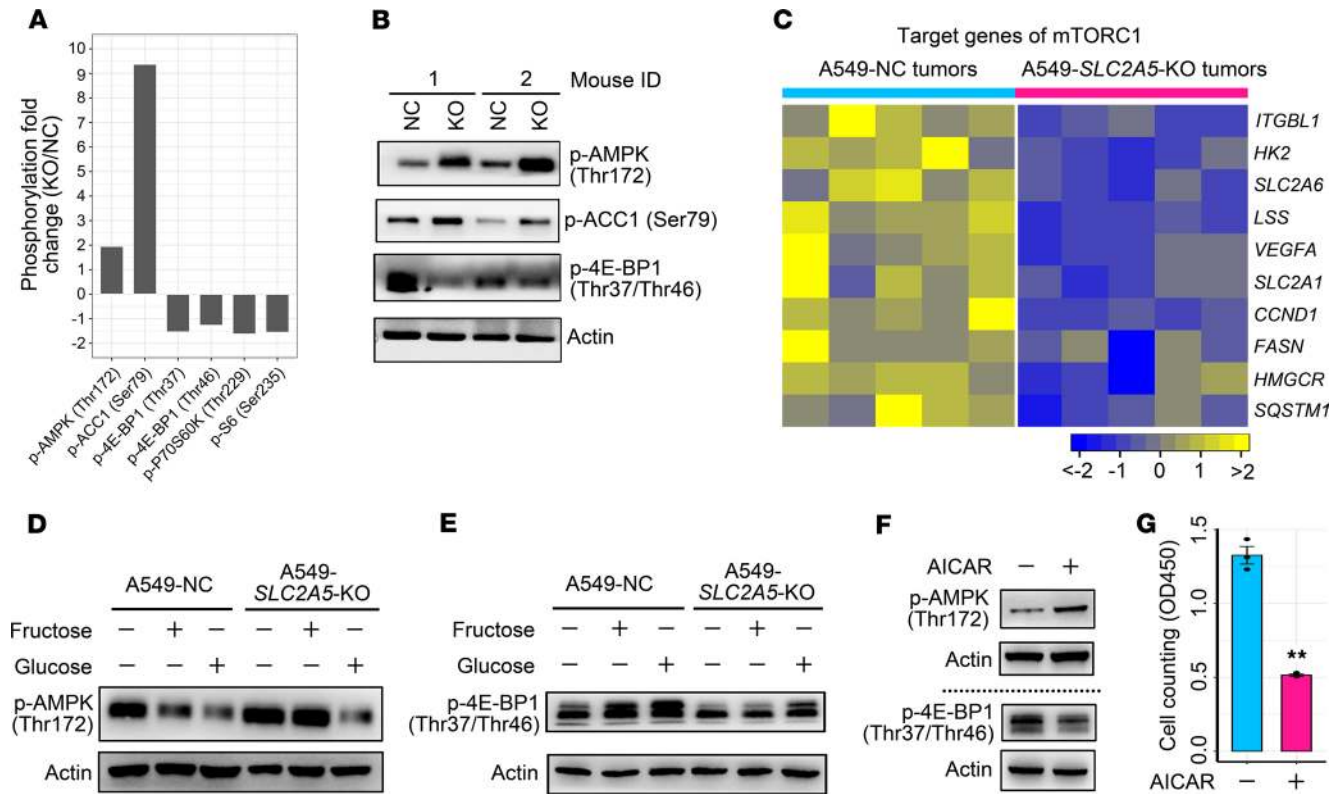 A
Phosphorylation fold
change (KO/NC)
10
9
8
7
6
5
4
3
2
1
0
-1
-2
p-AMPK (Thr172)
p-ACC1 (Ser79)
p-4E-BP1 (Thr37)
p-4E-BP1 (Thr46)
p-P70S60K (Thr229)
p-S6 (Ser235)
B
1 2 Mouse ID
NC KO NC KO
p-AMPK
(Thr172)
p-ACC1 (Ser79)
p-4E-BP1
(Thr37/Thr46)
Actin
C
Target genes of mTORC1
A549-NC tumors A549-SLC2A5-KO tumors
ITGBL1
HK2
SLC2A6
LSS
VEGFA
SLC2A1
CCND1
FASN
HMGCR
SQSTM1
<-2 -1 0 1 >2
D
A549-NC A549-
SLC2A5-KO
Fructose − + − − + −
Glucose − − + − − +
p-AMPK
(Thr172)
Actin
E
A549-NC A549-
SLC2A5-KO
Fructose − + − − + −
Glucose − − + − − +
p-4E-BP1
(Thr37/Thr46)
Actin
F
AICAR − +
p-AMPK
(Thr172)
Actin
p-4E-BP1
(Thr37/Thr46)
Actin
G
Cell counting (OD450)
1.5
1.0
0.5
0.0
**
AICAR − +